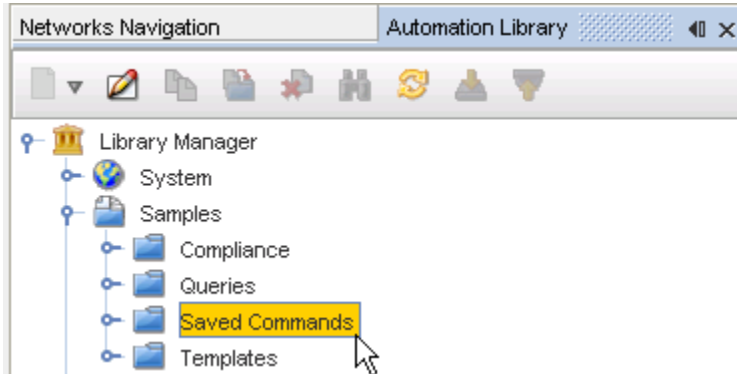 Networks Navigation
Automation Library
Library Manager
System
Samples
Compliance
Queries
Saved Commands
Templates